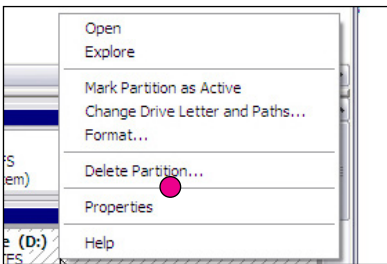 Open
Explore
Mark Partition as Active
Change Drive Letter and Paths...
Format...
Delete Partition...
Properties
Help
(D:)